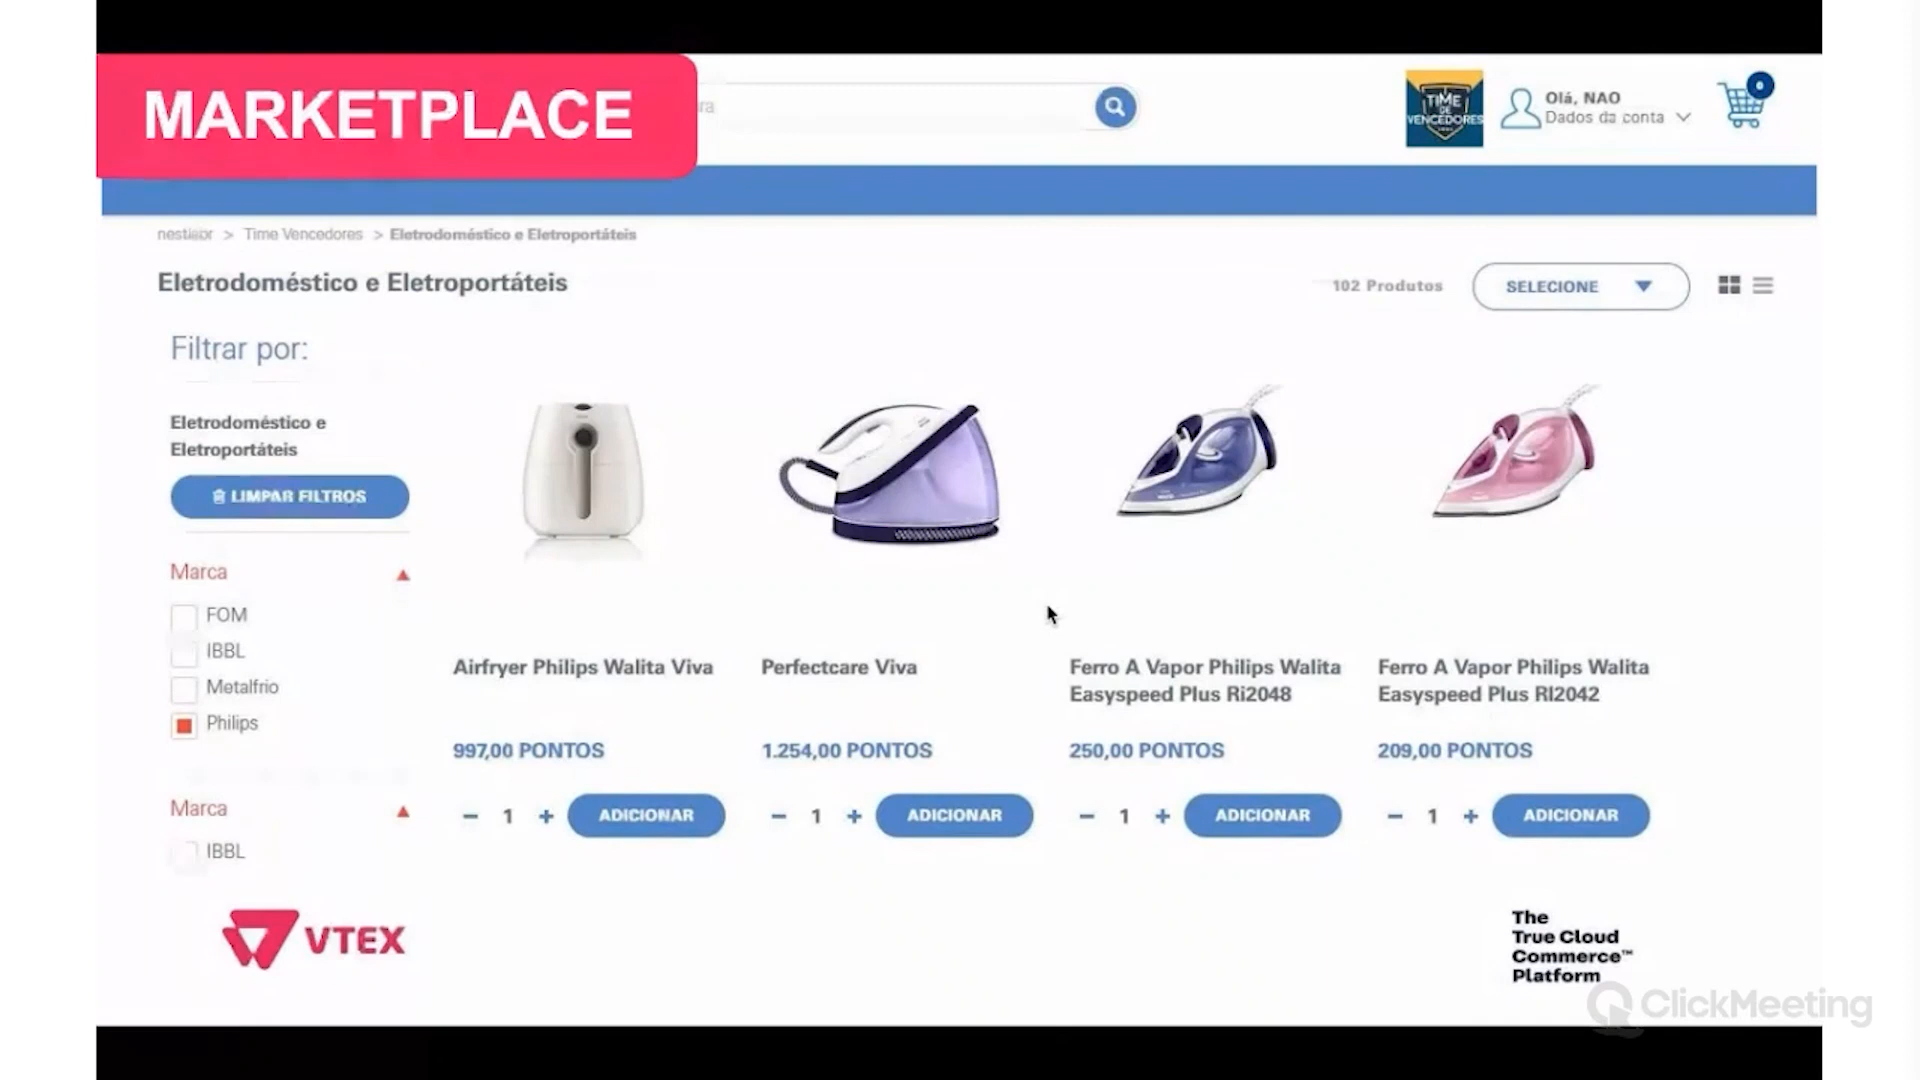 MARKETPLACE
TIME
DE
VENCEDORES
Olá, NAO
Dados da conta
0
> Time Vencedores > Eletrodoméstico e Eletroportáteis
Eletrodoméstico e Eletroportáteis
102 Produtos
SELECIONE
Filtrar por:
Eletrodoméstico e
Eletroportáteis
LIMPAR FILTROS
Marca
FOM
IBBL
Metalfrio
Philips
Marca
IBBL
Airfryer Philips Walita Viva
997,00 PONTOS
− 1 + ADICIONAR
Perfectcare Viva
1.254,00 PONTOS
− 1 + ADICIONAR
Ferro A Vapor Philips Walita
Easyspeed Plus Ri2048
250,00 PONTOS
− 1 + ADICIONAR
Ferro A Vapor Philips Walita
Easyspeed Plus RI2042
209,00 PONTOS
− 1 + ADICIONAR
VTEX
The
True Cloud
Commerce™
Platform
ClickMeeting